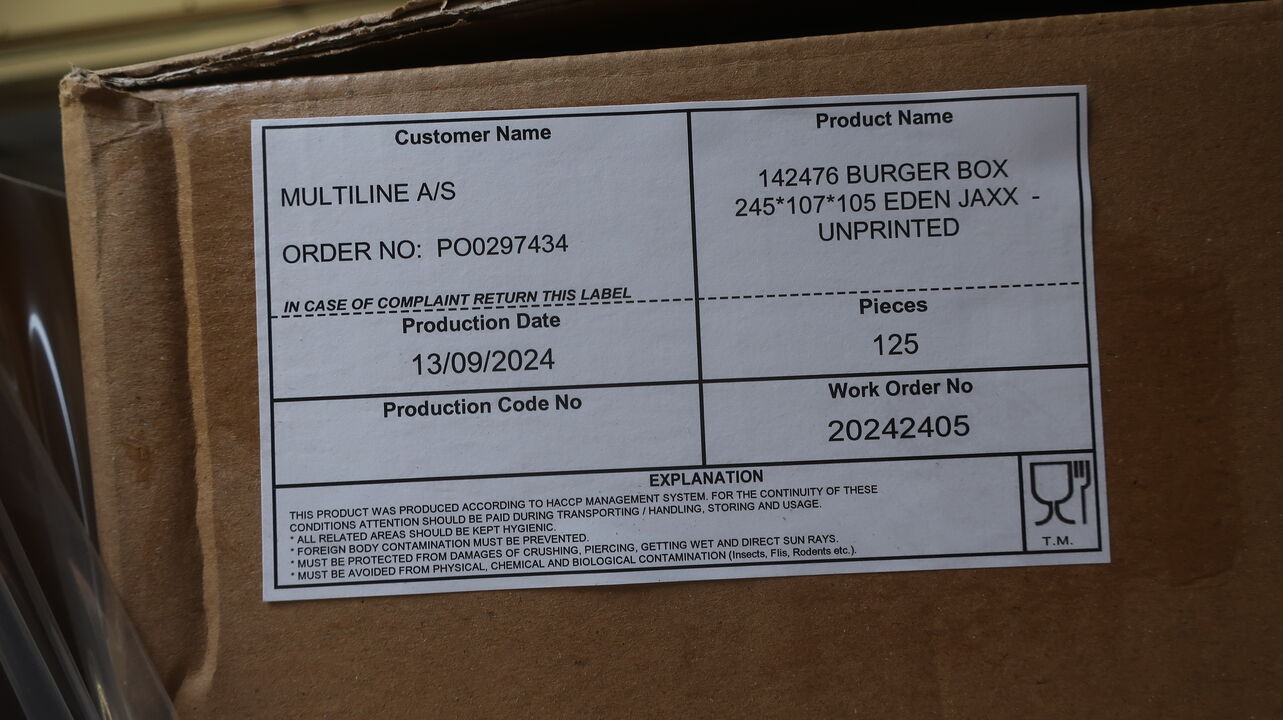 Customer Name
MULTILINE A/S
ORDER NO: PO0297434
IN CASE OF COMPLAINT RETURN THIS LABEL
Product Name
142476 BURGER BOX
245*107*105 EDEN JAXX -
UNPRINTED
Production Date
13/09/2024
Pieces
125
Production Code No
Work Order No
20242405
EXPLANATION
THIS PRODUCT WAS PRODUCED ACCORDING TO HACCP MANAGEMENT SYSTEM. FOR THE CONTINUITY OF THESE
CONDITIONS ATTENTION SHOULD BE PAID DURING TRANSPORTING / HANDLING, STORING AND USAGE.
* ALL RELATED AREAS SHOULD BE KEPT HYGIENIC.
* FOREIGN BODY CONTAMINATION MUST BE PREVENTED.
* MUST BE PROTECTED FROM DAMAGES OF CRUSHING, PIERCING, GETTING WET AND DIRECT SUN RAYS.
* MUST BE AVOIDED FROM PHYSICAL, CHEMICAL AND BIOLOGICAL CONTAMINATION (Insects, Flis, Rodents etc.).
T.M.